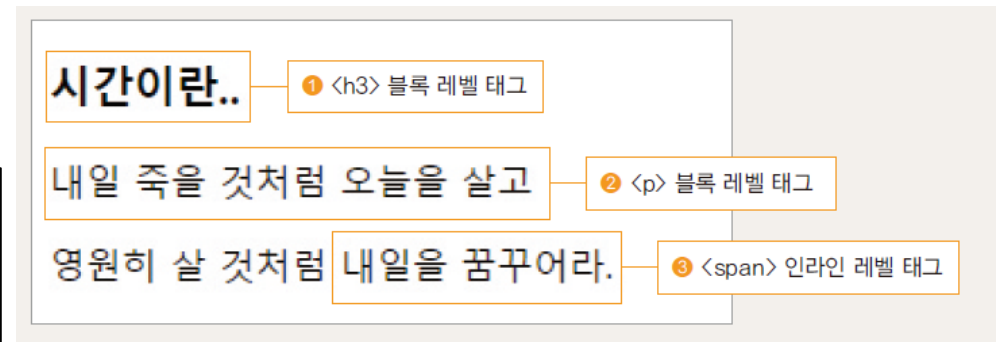 시간이란..
❶ <h3> 블록 레벨 태그
내일 죽을 것처럼 오늘을 살고
❷ <p> 블록 레벨 태그
영원히 살 것처럼 내일을 꿈꾸어라.
❸ <span> 인라인 레벨 태그